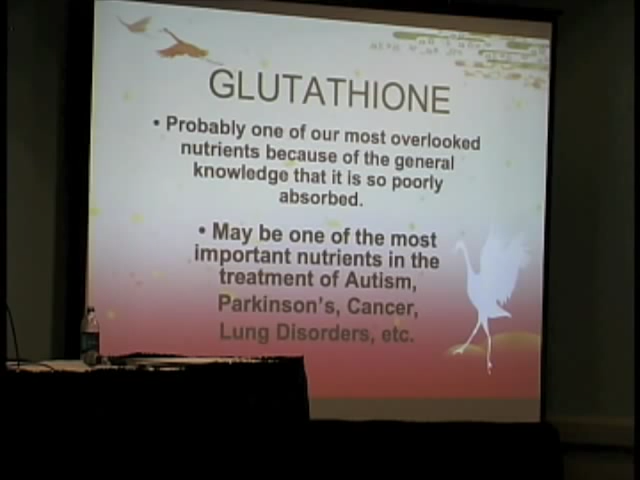 GLUTATHIONE
• Probably one of our most overlooked
nutrients because of the general
knowledge that it is so poorly
absorbed.
• May be one of the most
important nutrients in the
treatment of Autism,
Parkinson's, Cancer,
Lung Disorders, etc.